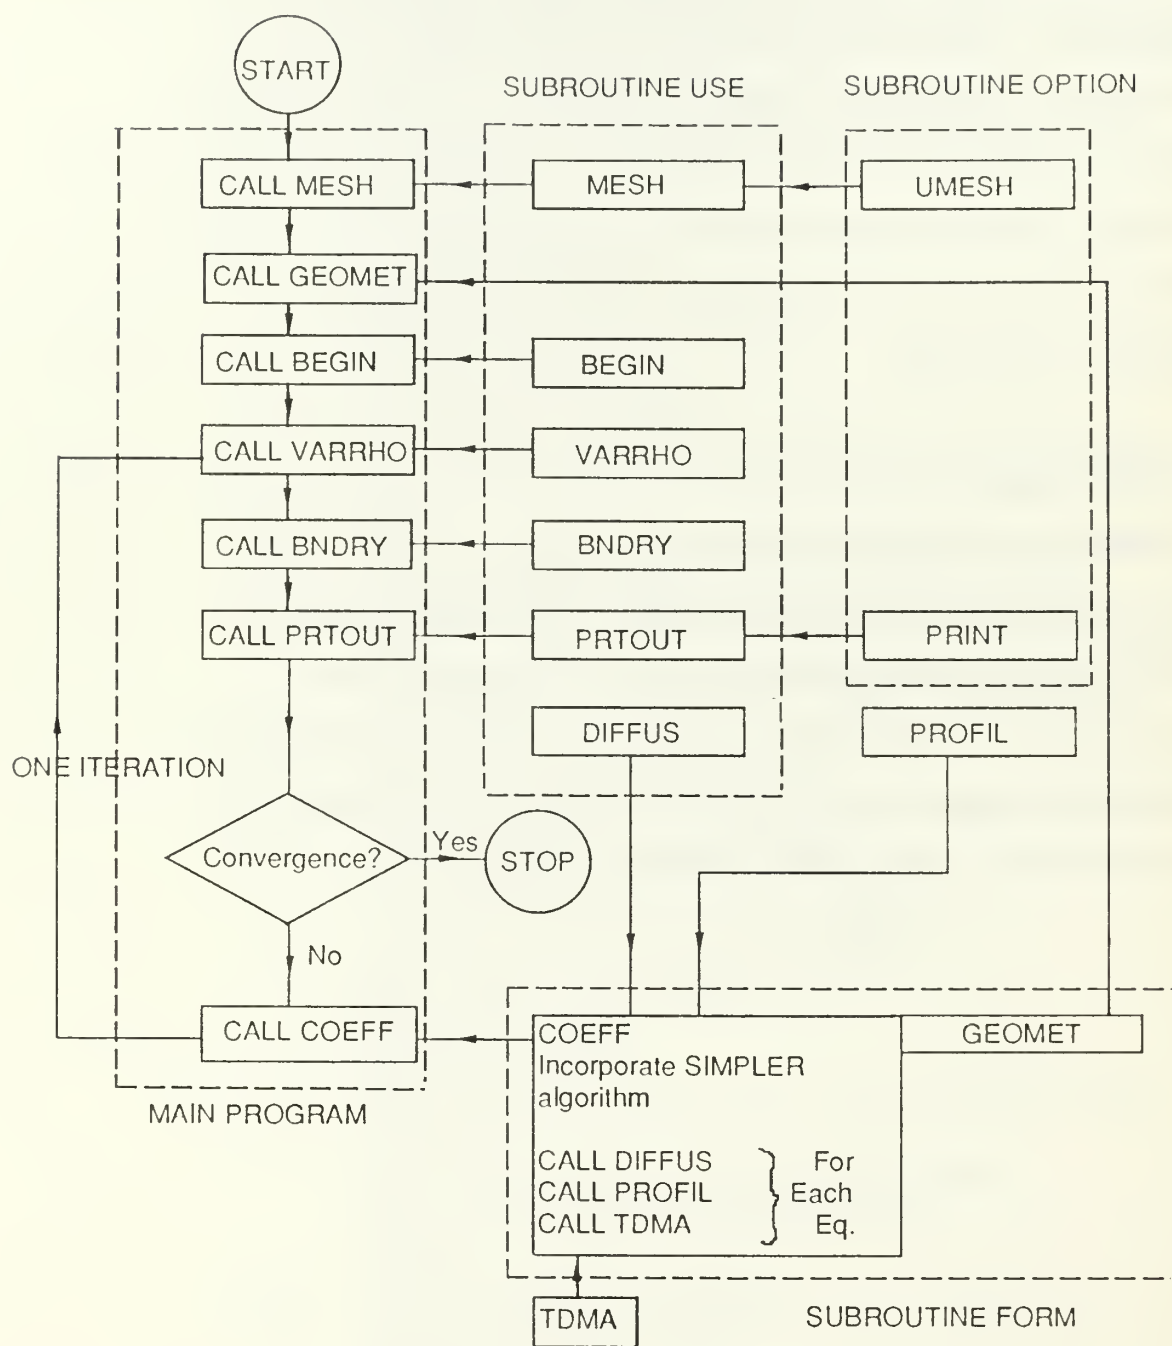 START
SUBROUTINE USE
SUBROUTINE OPTION
CALL MESH
MESH
UMESH
CALL GEOMET
CALL BEGIN
BEGIN
CALL VARRHO
VARRHO
CALL BNDRY
BNDRY
CALL PRTOUT
PRTOUT
PRINT
DIFFUS
PROFIL
ONE ITERATION
Convergence?
Yes
STOP
No
CALL COEFF
COEFF
GEOMET
Incorporate SIMPLER
algorithm
MAIN PROGRAM
CALL DIFFUS } For
CALL PROFIL Each
CALL TDMA Eq.
TDMA
SUBROUTINE FORM